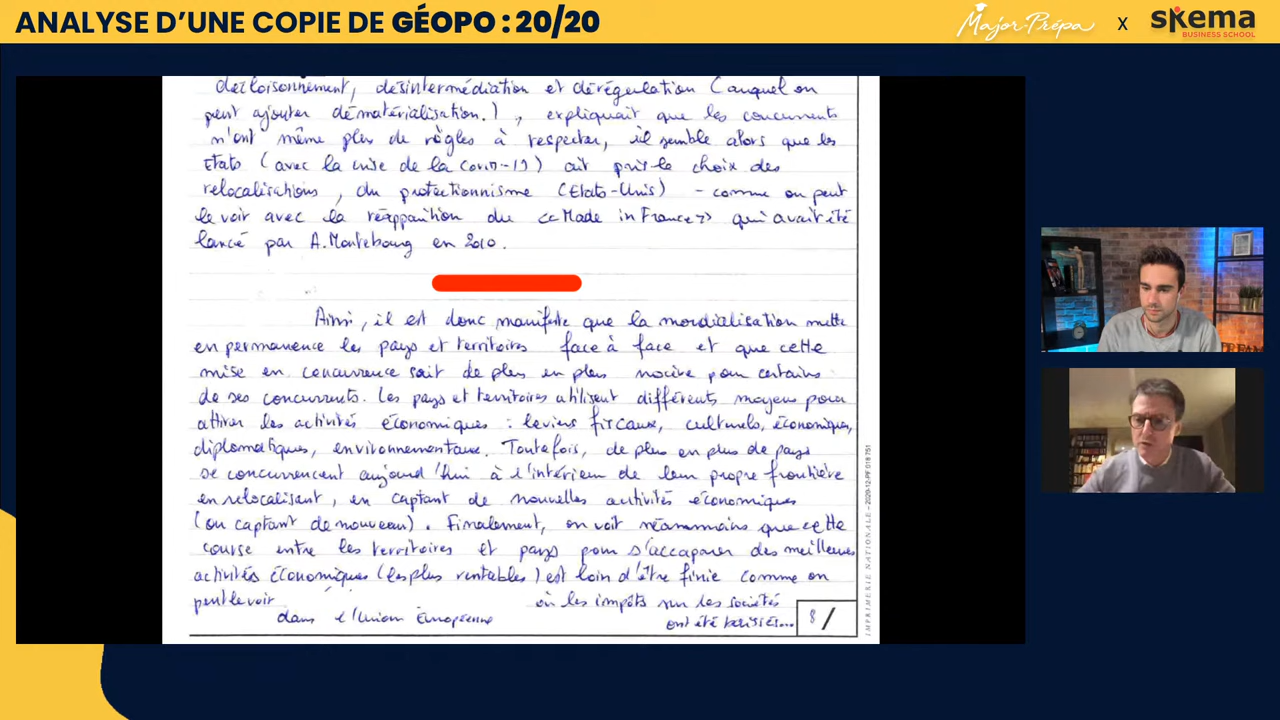 ANALYSE D'UNE COPIE DE GÉOPO : 20/20
Major-Prépa
X
skema
BUSINESS SCHOOL
décloisonnement, désintermédiation et dérégulation (auquel on
peut ajouter dématérialisation.), expliquait que les concurrents
n'ont même plus de règles à respecter, il semble alors que les
Etats (avec la crise de la Covid-19) ait pris le choix des
relocalisations, du protectionnisme (Etats-Unis) - comme on peut
le voir avec la réapparition du << Made in France >> qui avait été
lancé par A. Montebourg en 2010.
Ainsi, il est donc manifeste que la mondialisation mette
en permanence les pays et territoires face à face et que cette
mise en concurrence soit de plus en plus nocive pour certains
de ses concurrents. Les pays et territoires utilisent différents moyens pour
attirer les activités économiques : leviers fiscaux, culturels, économiques,
diplomatiques, environnementaux. Toutefois, de plus en plus de pays
se concurrencent aujourd'hui à l'intérieur de leur propre frontière
en relocalisant, en captant de nouvelles activités économiques
(ou captant de nouveau). Finalement, on voit néanmoins que cette
course entre les territoires et pays pour s'accaparer des meilleures
activités économiques (les plus rentables) est loin d'être finie comme on
peut le voir où les impôts sur les sociétés
dans l'Union Européenne ont été
8/
IMPRIMERIE NATIONALE